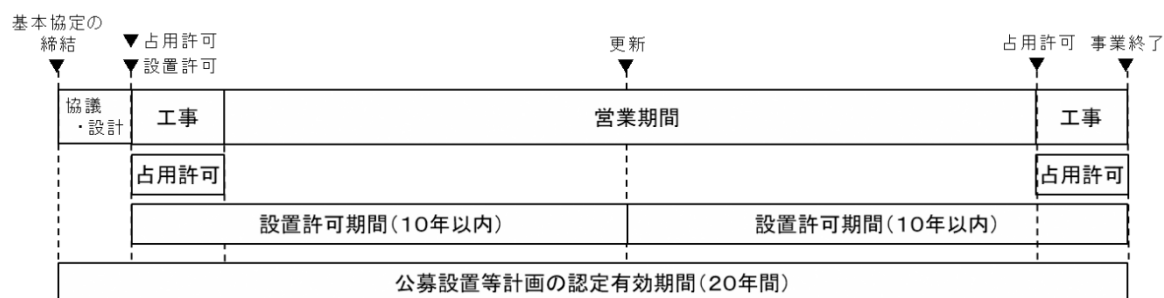 基本協定の
締結
▼占用許可
▼設置許可
更新
▼
占用許可
▼
事業終了
▼
▼
協議
・設計
工事
営業期間
工事
占用許可
占用許可
設置許可期間(10年以内)
設置許可期間(10年以内)
公募設置等計画の認定有効期間(20年間)